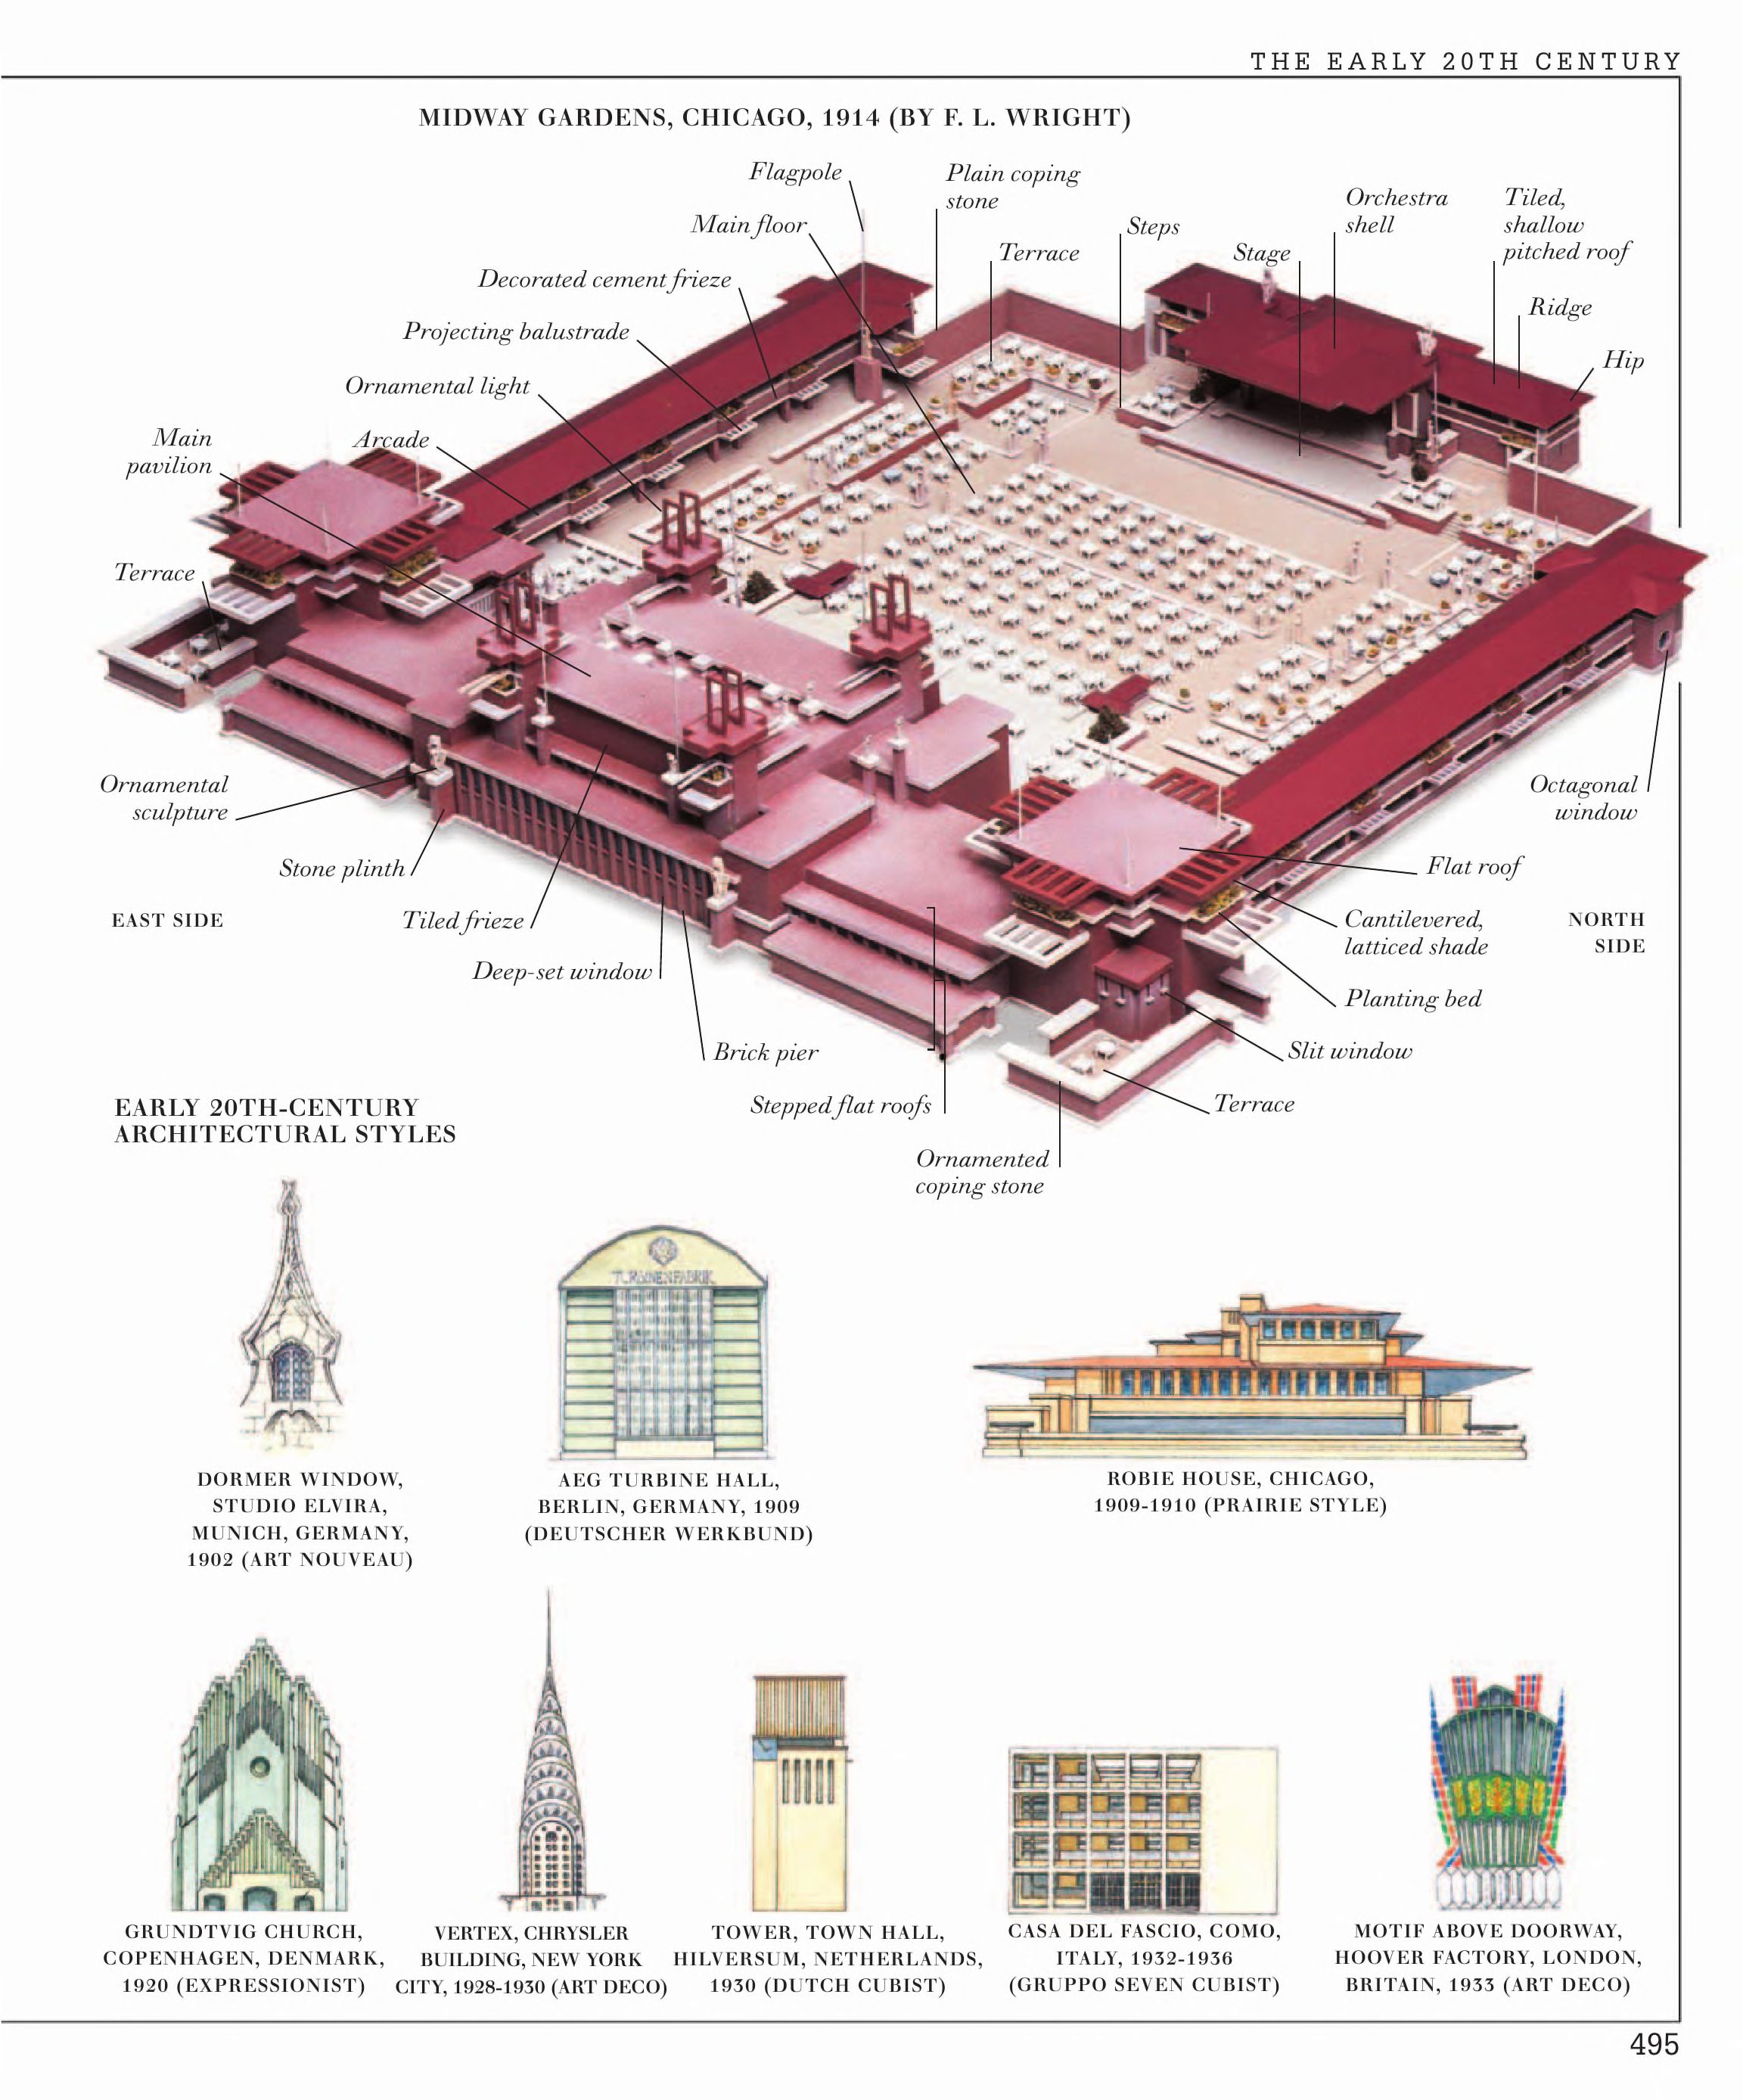 THE EARLY 20TH CENTURY
MIDWAY GARDENS, CHICAGO, 1914 (BY F. L. WRIGHT)
Flagpole
Plain coping
stone
Main floor
Steps
Orchestra
shell
Tiled,
shallow
pitched roof
Terrace
Stage
Decorated cement frieze
Ridge
Projecting balustrade
Hip
Ornamental light
Main
pavilion
Arcade
Terrace
Ornamental
sculpture
Octagonal
window
Stone plinth
Flat roof
EAST SIDE
Tiled frieze
Cantilevered,
latticed shade
NORTH
SIDE
Deep-set window
Planting bed
Brick pier
Slit window
Stepped flat roofs
Terrace
Ornamented
coping stone
EARLY 20TH-CENTURY
ARCHITECTURAL STYLES
DORMER WINDOW,
STUDIO ELVIRA,
MUNICH, GERMANY,
1902 (ART NOUVEAU)
AEG TURBINE HALL,
BERLIN, GERMANY, 1909
(DEUTSCHER WERKBUND)
ROBIE HOUSE, CHICAGO,
1909-1910 (PRAIRIE STYLE)
GRUNDTVIG CHURCH,
COPENHAGEN, DENMARK,
1920 (EXPRESSIONIST)
VERTEX, CHRYSLER
BUILDING, NEW YORK
CITY, 1928-1930 (ART DECO)
TOWER, TOWN HALL,
HILVERSUM, NETHERLANDS,
1930 (DUTCH CUBIST)
CASA DEL FASCIO, COMO,
ITALY, 1932-1936
(GRUPPO SEVEN CUBIST)
MOTIF ABOVE DOORWAY,
HOOVER FACTORY, LONDON,
BRITAIN, 1933 (ART DECO)
495